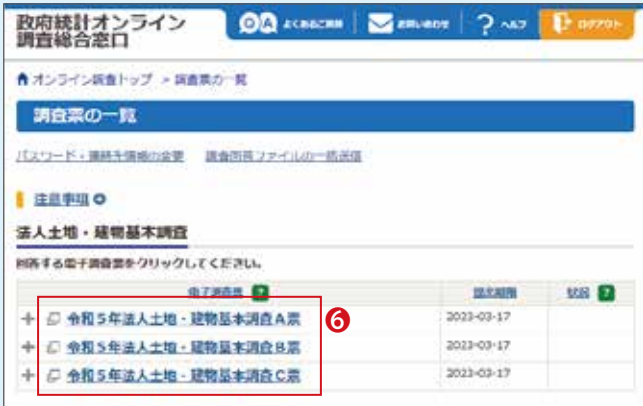 政府統計オンライン
調査総合窓口
Q&A よくあるご質問 お問い合わせ ? ヘルプ ログアウト
オンライン調査トップ > 調査票の一覧
調査票の一覧
パスワード・連絡先情報の変更 調査回答ファイルの一括送信
注意事項
法人土地・建物基本調査
回答する電子調査票をクリックしてください。
電子調査票 ? 提出期限 状況 ?
令和5年法人土地・建物基本調査A票 2023-03-17
6
令和5年法人土地・建物基本調査B票 2023-03-17
令和5年法人土地・建物基本調査C票 2023-03-17